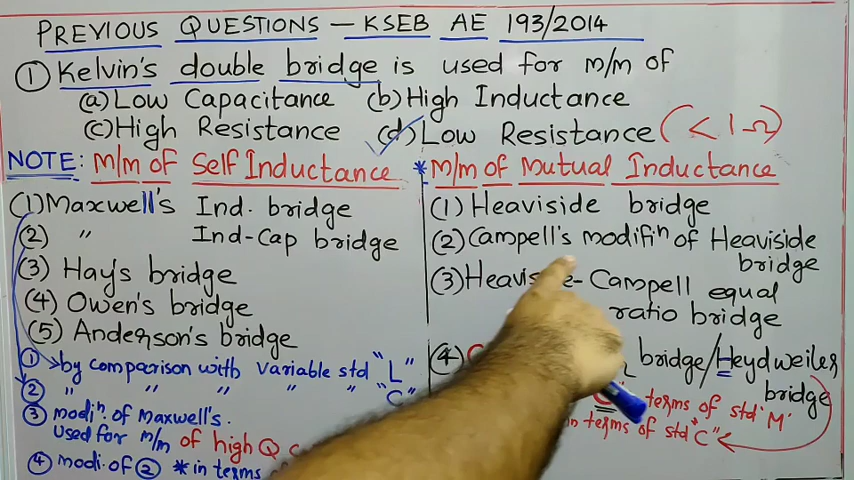 PREVIOUS QUESTIONS — KSEB AE 193/2014
① Kelvin's double bridge is used for m/m of
(a) Low Capacitance (b) High Inductance
(c) High Resistance (d) Low Resistance (< 1 Ω)
NOTE: M/m of Self Inductance
(1) Maxwell's Ind. bridge
(2) " Ind-Cap bridge
(3) Hay's bridge
(4) Owen's bridge
(5) Anderson's bridge
① by comparison with variable std "L"
② " " " " "C"
③ modin. of Maxwell's.
Used for m/m of high Q
④ modi. of ② * in terms
* M/m of Mutual Inductance
(1) Heaviside bridge
(2) Campell's modifin of Heaviside
bridge
(3) Heaviside-Campell equal
ratio bridge
(4) bridge/Heydweiler
bridge
"C" terms of std 'M'
in terms of std "C"